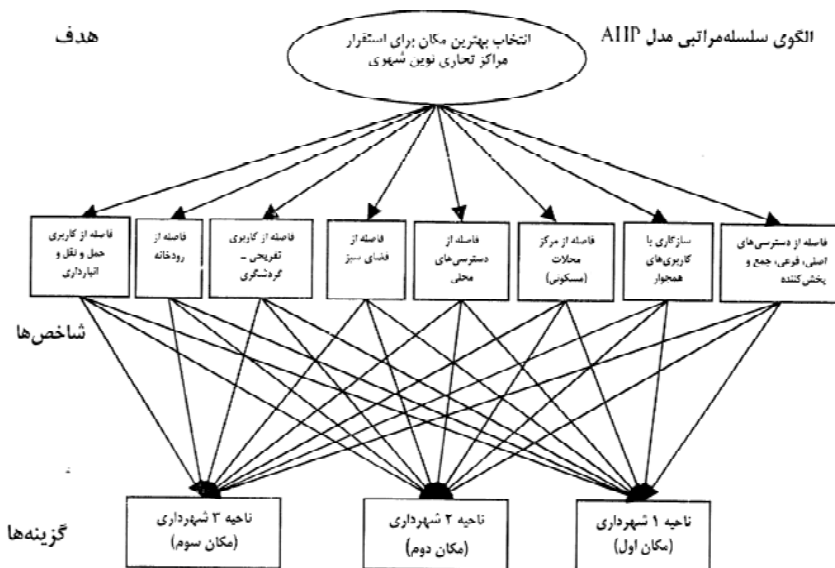 الگوی سلسله‌مراتبی مدل AHP
هدف
انتخاب بهترین مکان برای استقرار
مراکز تجاری نوین شهری
فاصله از دسترسی‌های
اصلی، فرعی، جمع و
پخش‌کننده
سازگاری با
کاربری‌های
همجوار
فاصله از مرکز
محلات
(مسکونی)
فاصله از
دسترسی‌های
محلی
فاصله از
فضای سبز
فاصله از کاربری
تفریحی –
گردشگری
فاصله از
رودخانه
فاصله از کاربری
حمل و نقل و
انبارداری
شاخص‌ها
ناحیه ۱ شهرداری
(مکان اول)
ناحیه ۲ شهرداری
(مکان دوم)
ناحیه ۳ شهرداری
(مکان سوم)
گزینه‌ها